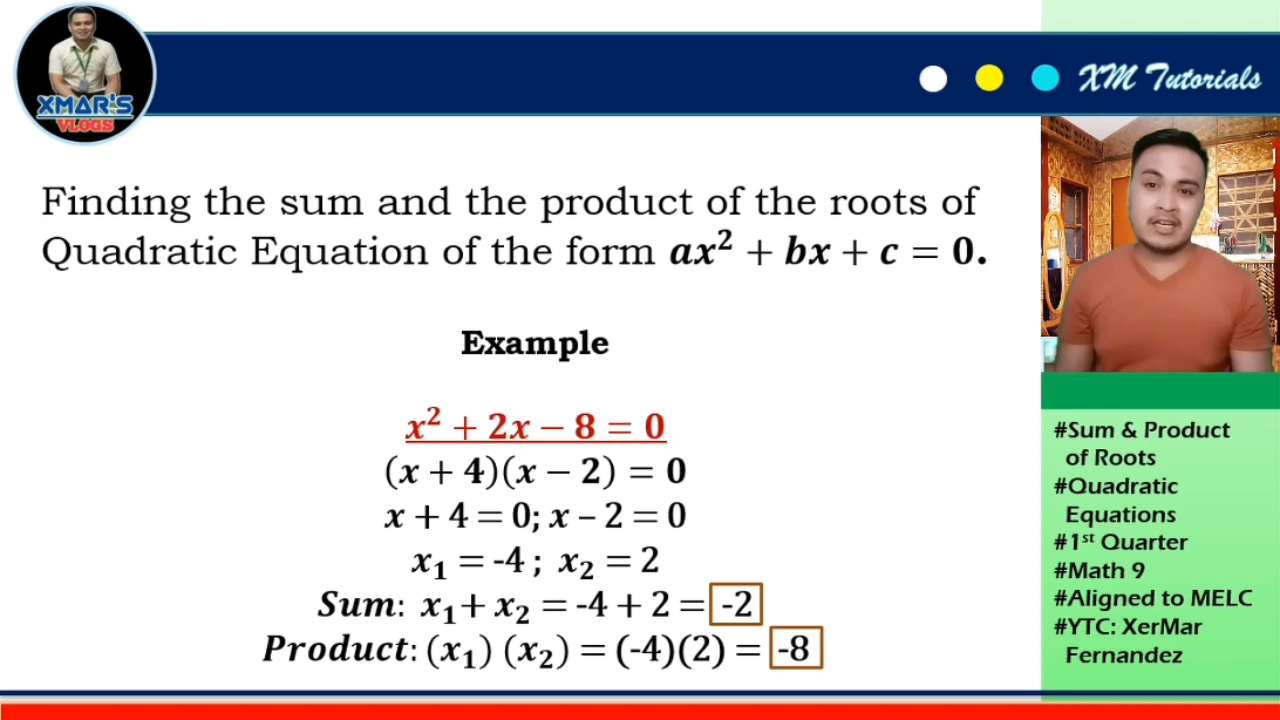 XMAR'S
VLOGS
XM Tutorials
Finding the sum and the product of the roots of
Quadratic Equation of the form ax² + bx + c = 0.
Example
x² + 2x − 8 = 0
(x + 4)(x − 2) = 0
x + 4 = 0; x – 2 = 0
x₁ = -4 ; x₂ = 2
Sum: x₁+ x₂ = -4 + 2 = -2
Product: (x₁) (x₂) = (-4)(2) = -8
#Sum & Product
of Roots
#Quadratic
Equations
#1st Quarter
#Math 9
#Aligned to MELC
#YTC: XerMar
Fernandez